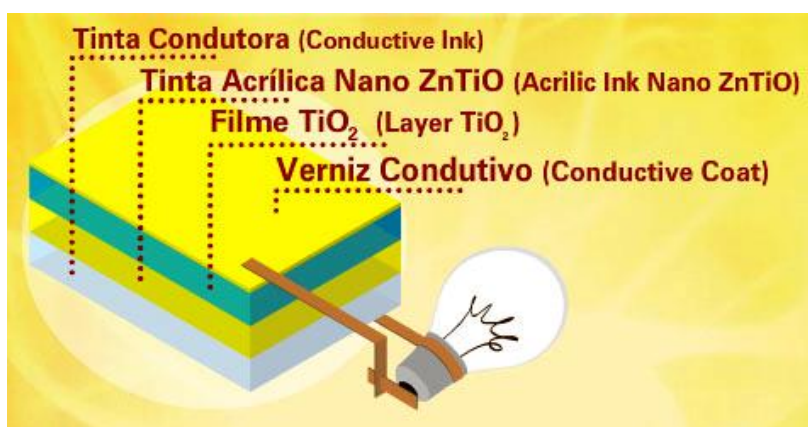 Tinta Condutora (Conductive Ink)
Tinta Acrílica Nano ZnTiO (Acrilic Ink Nano ZnTiO)
Filme TiO₂ (Layer TiO₂)
Verniz Condutivo (Conductive Coat)